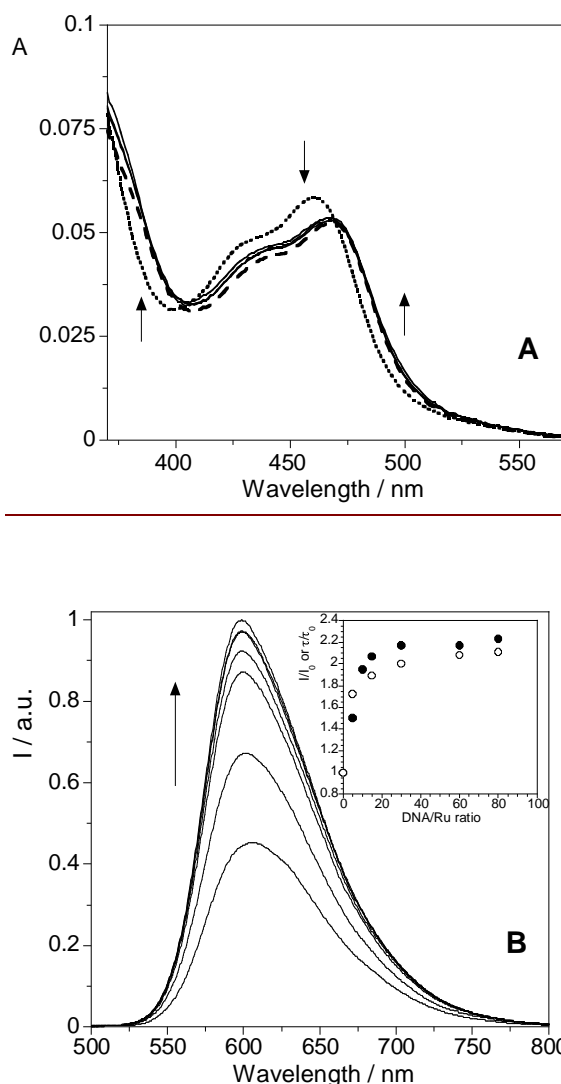 A
0.1
0.075
0.05
0.025
0
400 450 500 550
Wavelength / nm
A
I / a.u.
1
0.8
0.6
0.4
0.2
0
500 550 600 650 700 750 800
Wavelength / nm
B
I/I0 or τ/τ0
2.4
2.2
2
1.8
1.6
1.4
1.2
1
0.8
0 20 40 60 80 100
DNA/Ru ratio